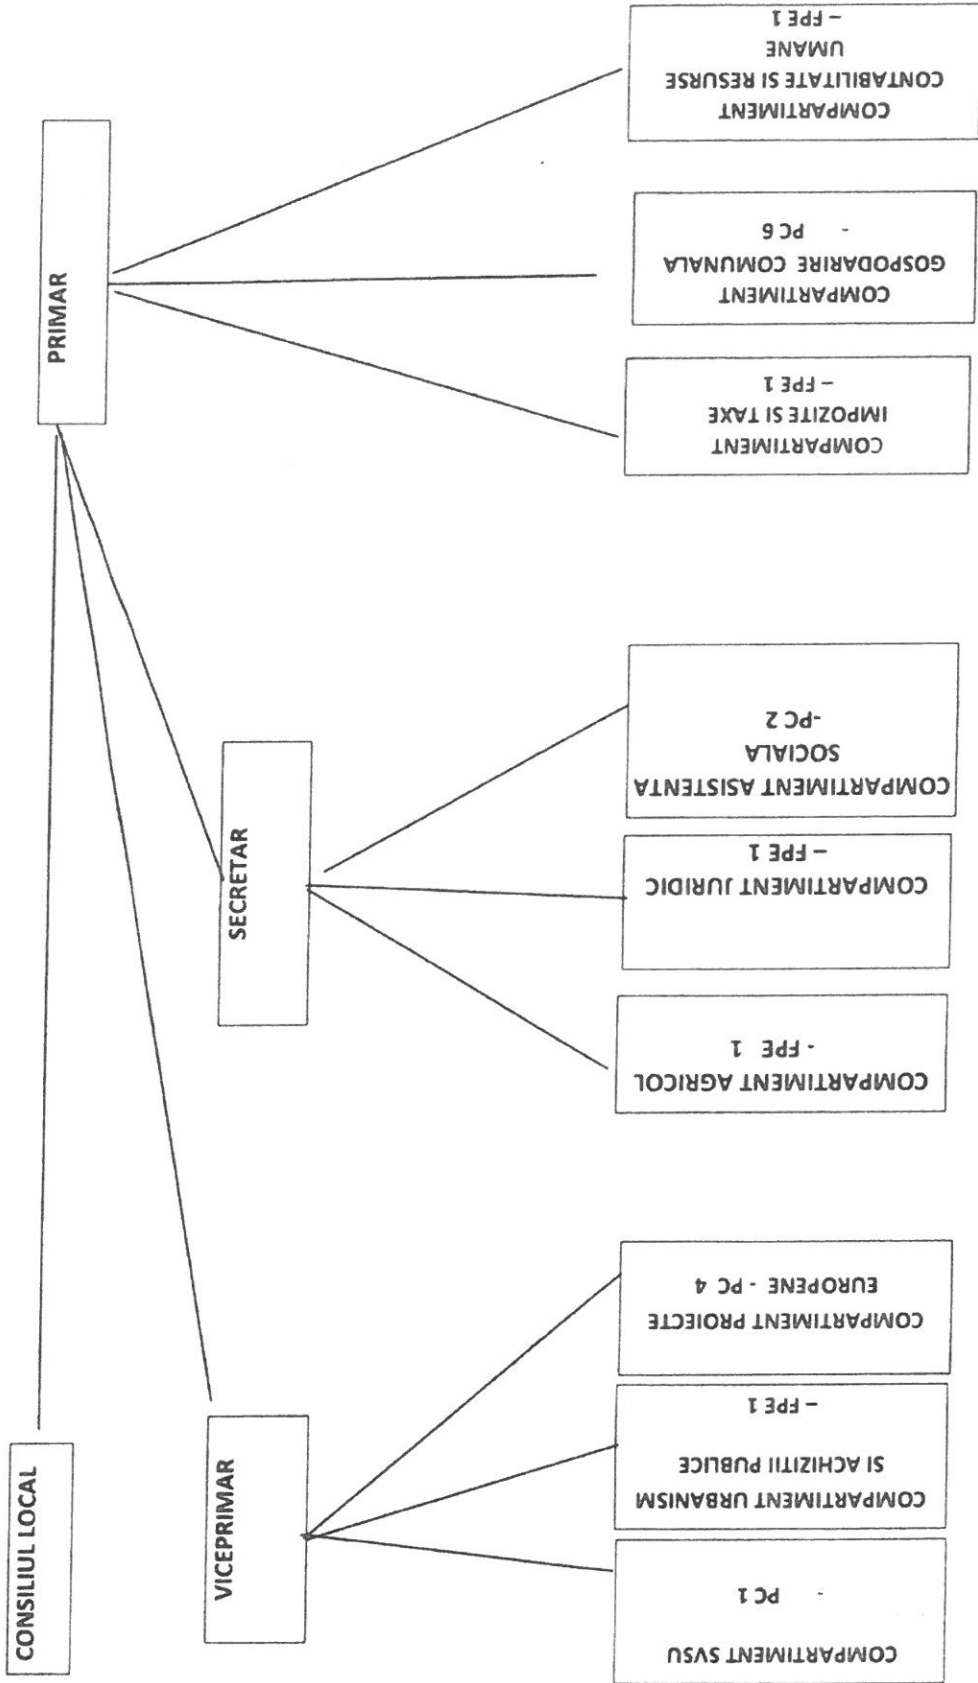 CONSILIUL LOCAL
PRIMAR
VICEPRIMAR
SECRETAR
COMPARTIMENT SVSU
- PC 1
COMPARTIMENT URBANISM
SI ACHIZITII PUBLICE
– FPE 1
COMPARTIMENT PROIECTE
EUROPENE - PC 4
COMPARTIMENT AGRICOL
- FPE 1
COMPARTIMENT JURIDIC
– FPE 1
COMPARTIMENT ASISTENTA
SOCIALA
-PC 2
COMPARTIMENT
IMPOZITE SI TAXE
– FPE 1
COMPARTIMENT
GOSPODARIRE COMUNALA
- PC 6
COMPARTIMENT
CONTABILITATE SI RESURSE
UMANE
– FPE 1